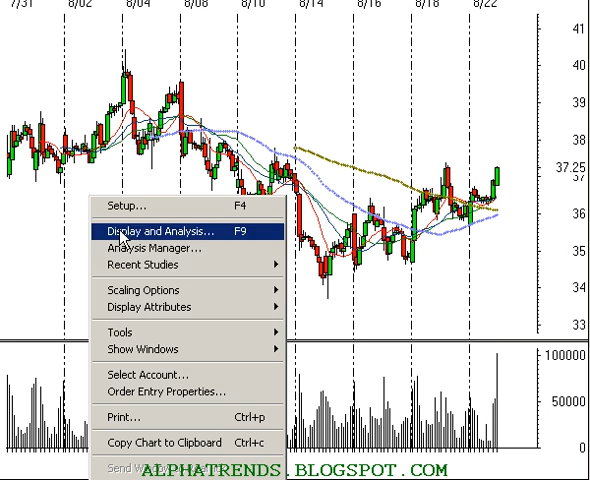 7/31 8/02 8/04 8/08 8/10 8/14 8/16 8/18 8/22
41
40
39
38
37.25
37
36
35
34
33
Setup... F4
Display and Analysis... F9
Analysis Manager...
Recent Studies
Scaling Options
Display Attributes
Tools
Show Windows
Select Account...
Order Entry Properties...
Print... Ctrl+p
Copy Chart to Clipboard Ctrl+c
100000
50000
0
ALPHATRENDS.BLOGSPOT.COM